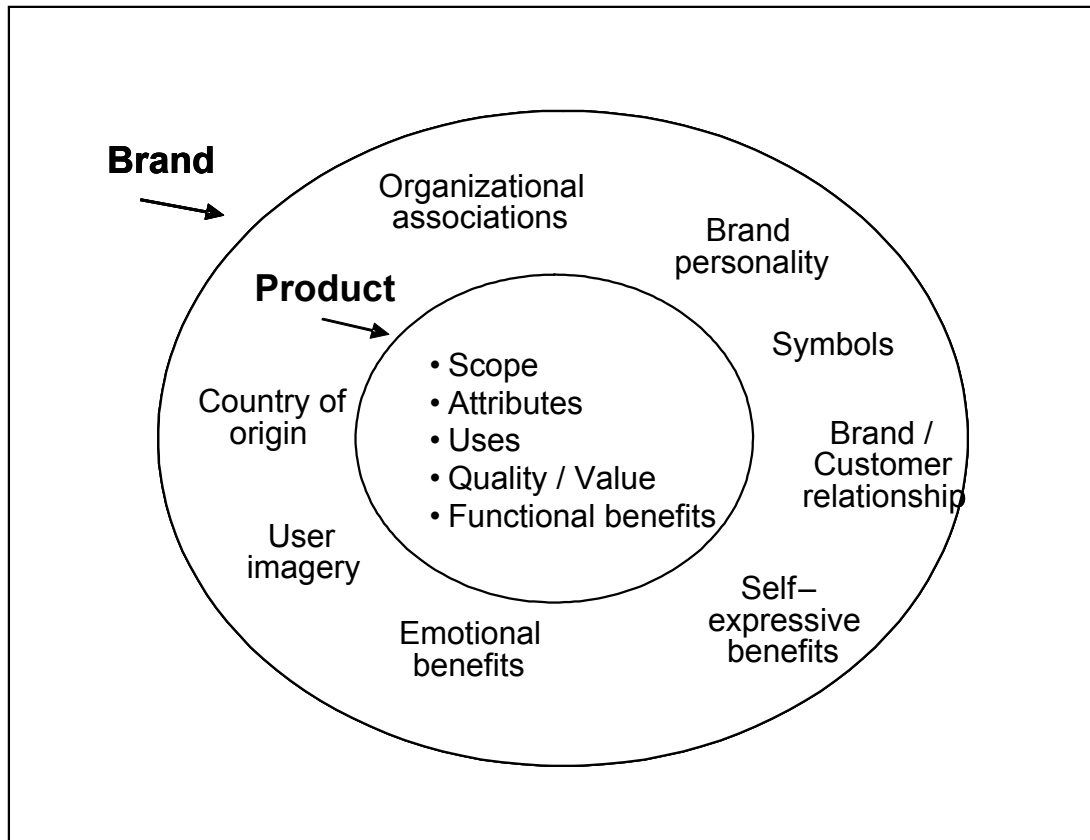 Brand
Organizational
associations
Brand
personality
Product
Symbols
• Scope
• Attributes
• Uses
• Quality / Value
• Functional benefits
Country of
origin
Brand /
Customer
relationship
User
imagery
Self–
expressive
benefits
Emotional
benefits